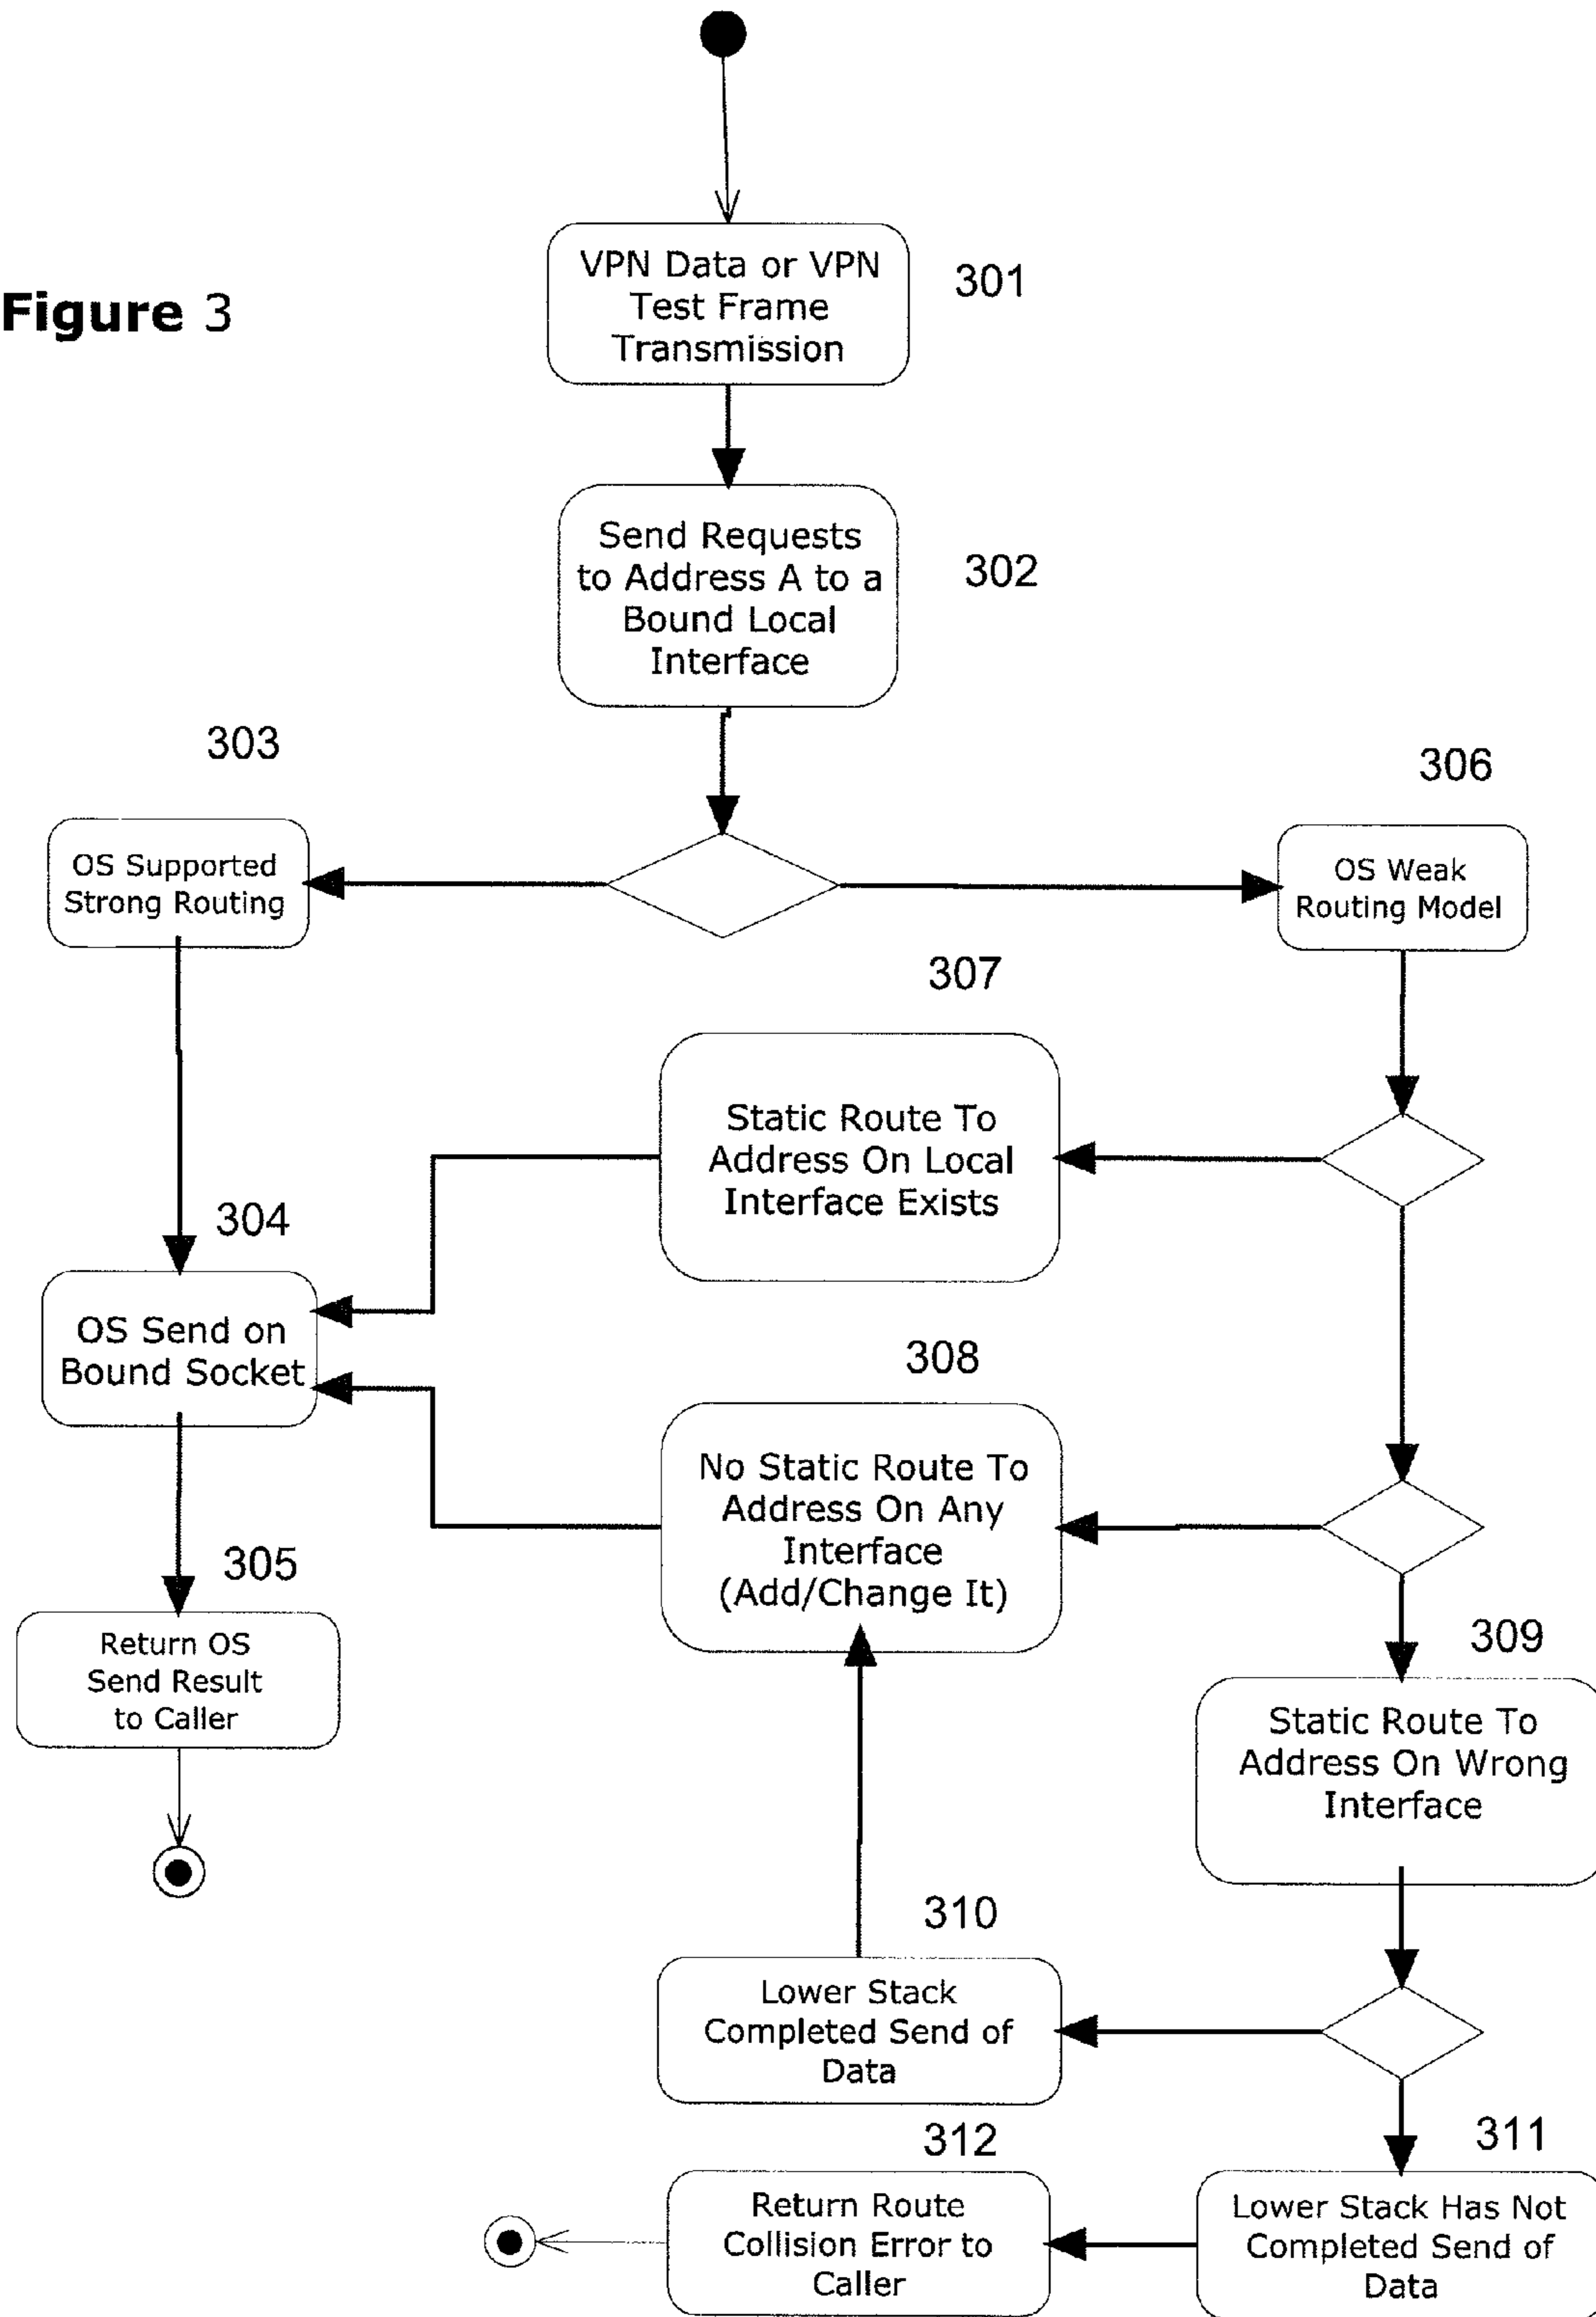 Figure 3
VPN Data or VPN
Test Frame
Transmission
301
Send Requests
to Address A to a
Bound Local
Interface
302
303
OS Supported
Strong Routing
306
OS Weak
Routing Model
307
Static Route To
Address On Local
Interface Exists
304
OS Send on
Bound Socket
308
No Static Route To
Address On Any
Interface
(Add/Change It)
305
Return OS
Send Result
to Caller
309
Static Route To
Address On Wrong
Interface
310
Lower Stack
Completed Send of
Data
311
Lower Stack Has Not
Completed Send of
Data
312
Return Route
Collision Error to
Caller